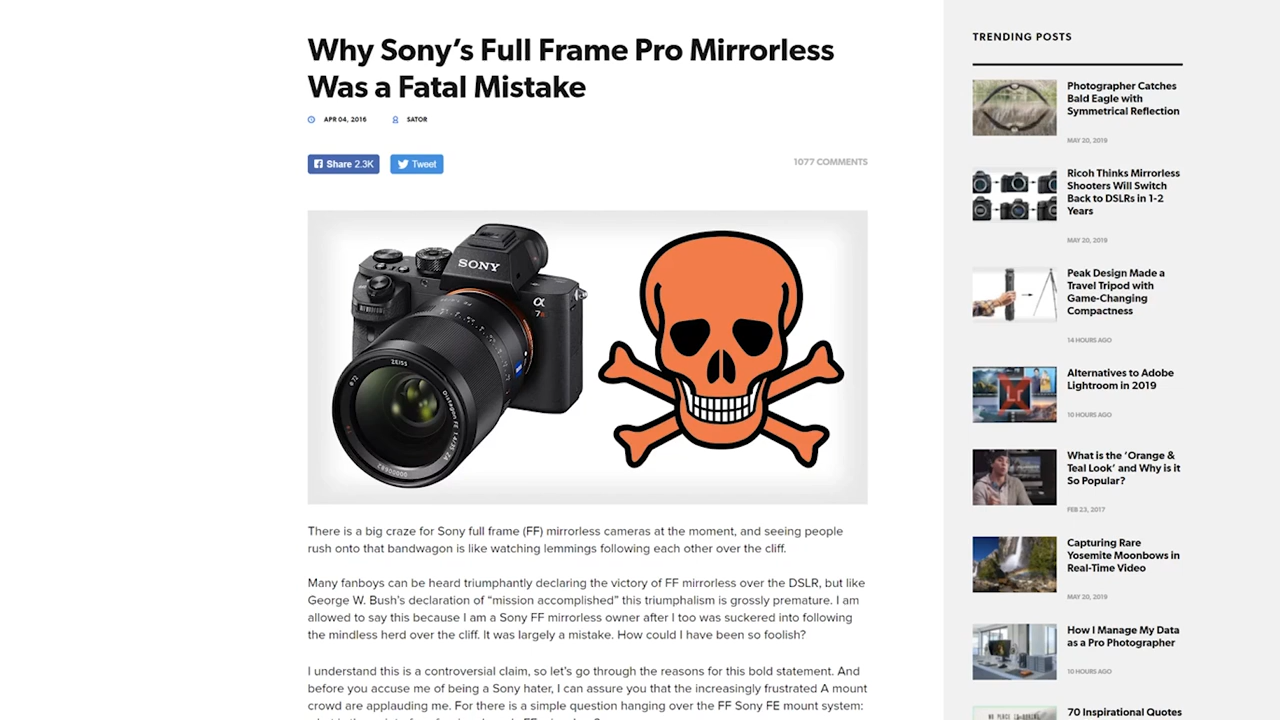 Why Sony's Full Frame Pro Mirrorless
Was a Fatal Mistake
APR 04, 2016 SATOR
Share 2.3K Tweet
1077 COMMENTS
SONY
α
7R
ZEISS
Distagon FE 1.4/35 ZA
There is a big craze for Sony full frame (FF) mirrorless cameras at the moment, and seeing people
rush onto that bandwagon is like watching lemmings following each other over the cliff.
Many fanboys can be heard triumphantly declaring the victory of FF mirrorless over the DSLR, but like
George W. Bush's declaration of “mission accomplished” this triumphalism is grossly premature. I am
allowed to say this because I am a Sony FF mirrorless owner after I too was suckered into following
the mindless herd over the cliff. It was largely a mistake. How could I have been so foolish?
I understand this is a controversial claim, so let's go through the reasons for this bold statement. And
before you accuse me of being a Sony hater, I can assure you that the increasingly frustrated A mount
crowd are applauding me. For there is a simple question hanging over the FF Sony FE mount system:
TRENDING POSTS
Photographer Catches
Bald Eagle with
Symmetrical Reflection
MAY 20, 2019
Ricoh Thinks Mirrorless
Shooters Will Switch
Back to DSLRs in 1-2
Years
MAY 20, 2019
Peak Design Made a
Travel Tripod with
Game-Changing
Compactness
14 HOURS AGO
Lr
Alternatives to Adobe
Lightroom in 2019
10 HOURS AGO
What is the ‘Orange &
Teal Look’ and Why is it
So Popular?
FEB 23, 2017
Capturing Rare
Yosemite Moonbows in
Real-Time Video
MAY 20, 2019
How I Manage My Data
as a Pro Photographer
10 HOURS AGO
70 Inspirational Quotes